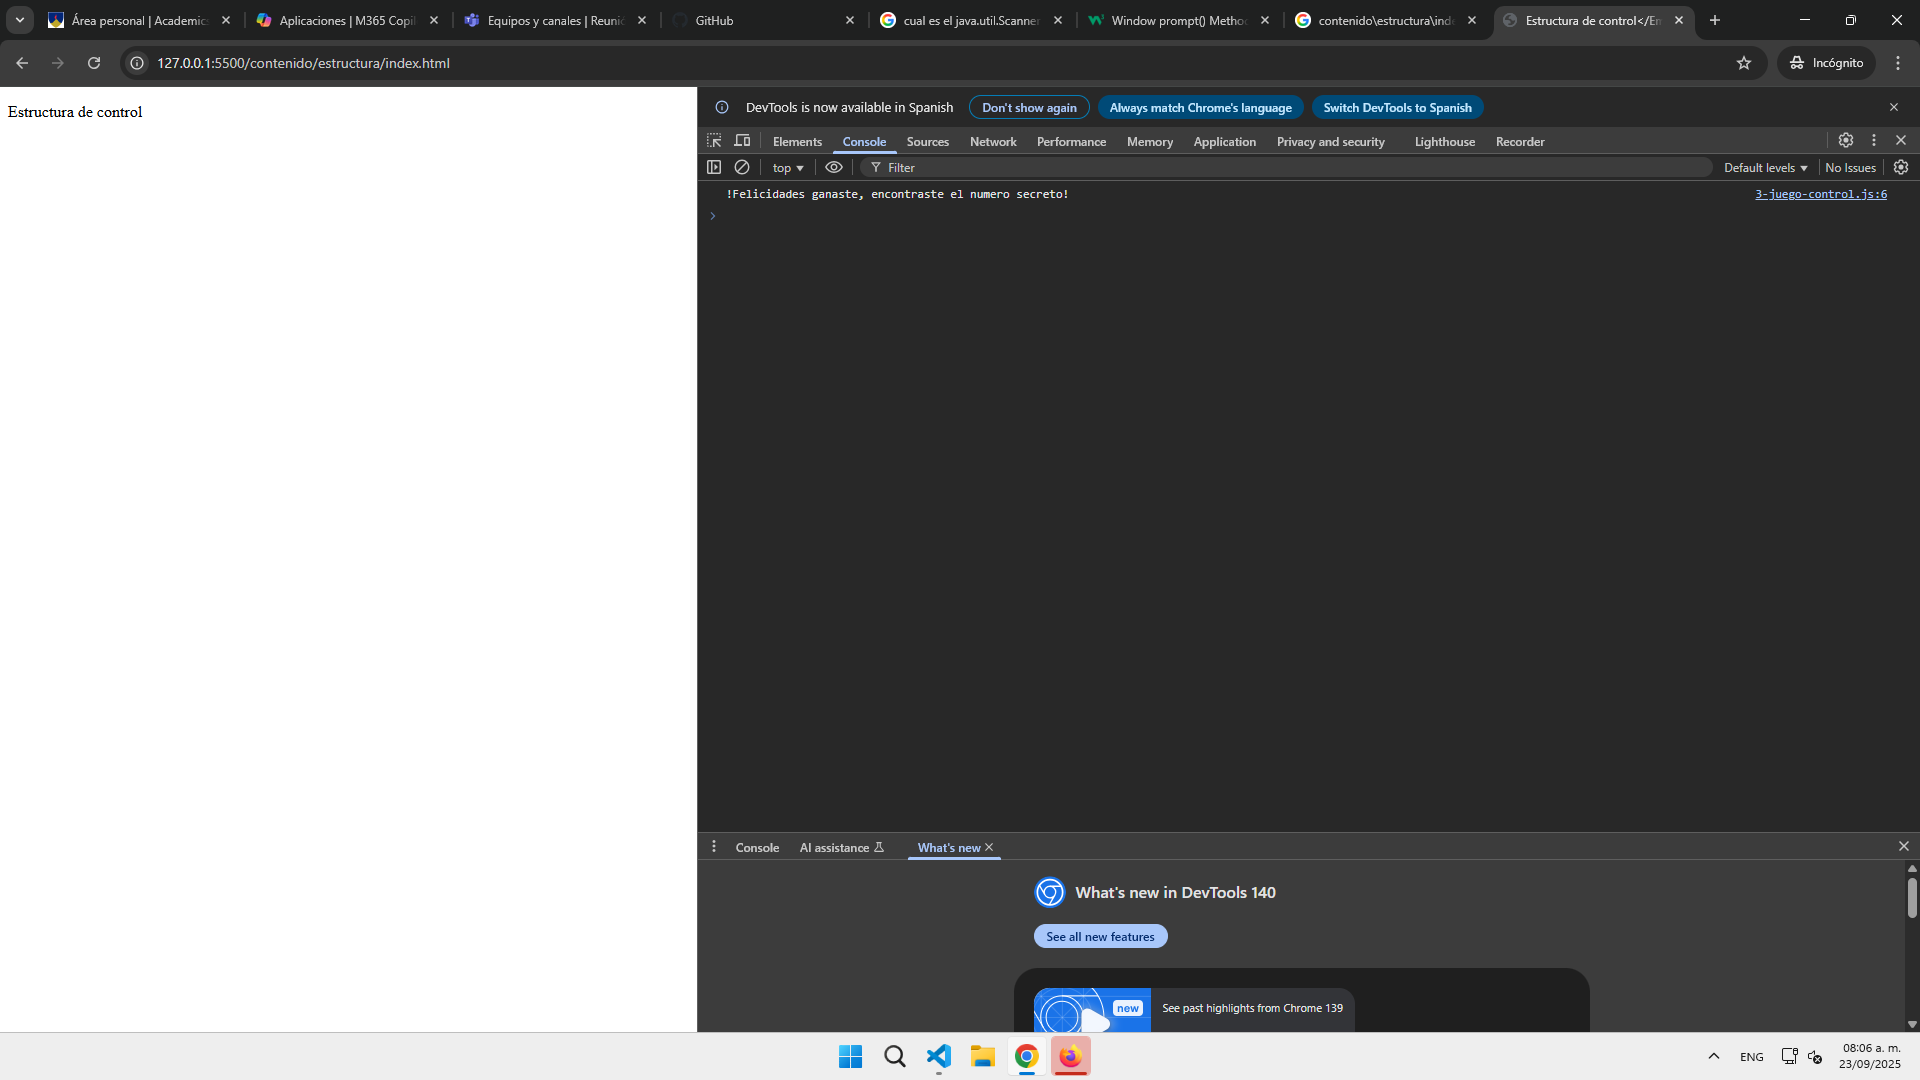 Área personal | Academic
Aplicaciones | M365 Copil
Equipos y canales | Reunió
GitHub
cual es el java.util.Scanner
Window prompt() Metho
contenido\estructura\inde
Estructura de control</En
127.0.0.1:5500/contenido/estructura/index.html
Incógnito
Estructura de control
DevTools is now available in Spanish
Don't show again
Always match Chrome's language
Switch DevTools to Spanish
Elements
Console
Sources
Network
Performance
Memory
Application
Privacy and security
Lighthouse
Recorder
top
Filter
Default levels
No Issues
!Felicidades ganaste, encontraste el numero secreto!
3-juego-control.js:6
Console
AI assistance
What's new
What's new in DevTools 140
See all new features
new
See past highlights from Chrome 139
ENG
08:06 a. m.
23/09/2025